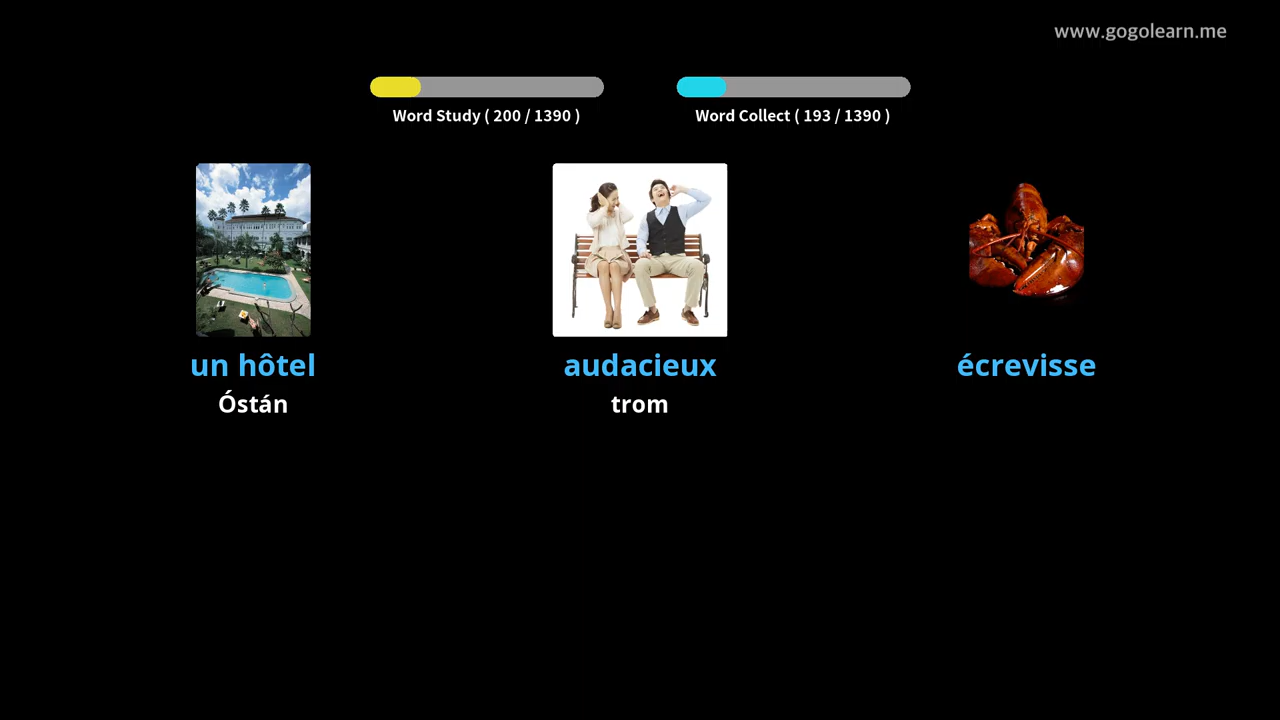 www.gogolearn.me
Word Study ( 200 / 1390 )
Word Collect ( 193 / 1390 )
un hôtel
audacieux
écrevisse
Óstán
trom